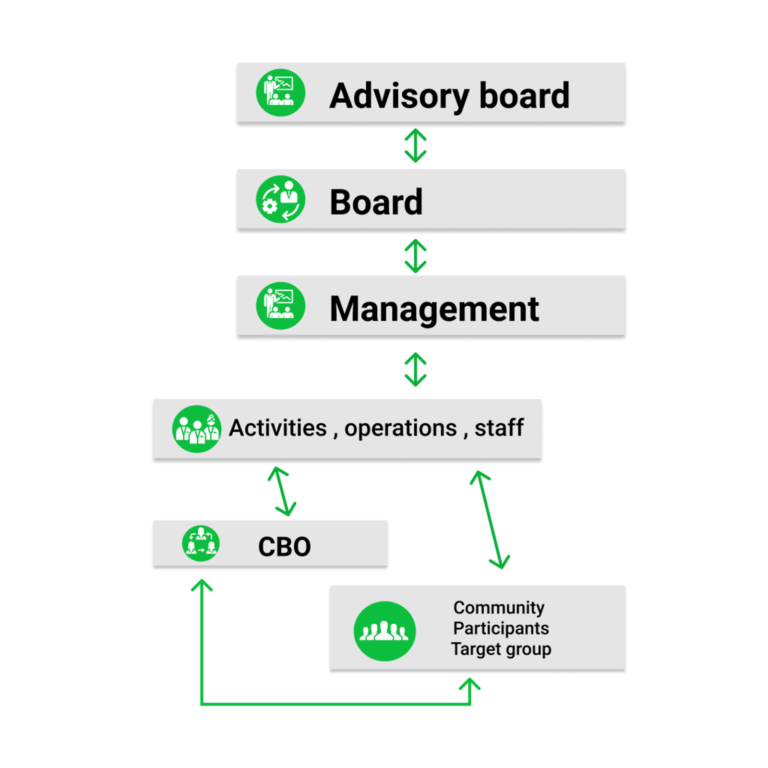 Advisory board
Board
Management
Activities , operations , staff
CBO
Community
Participants
Target group